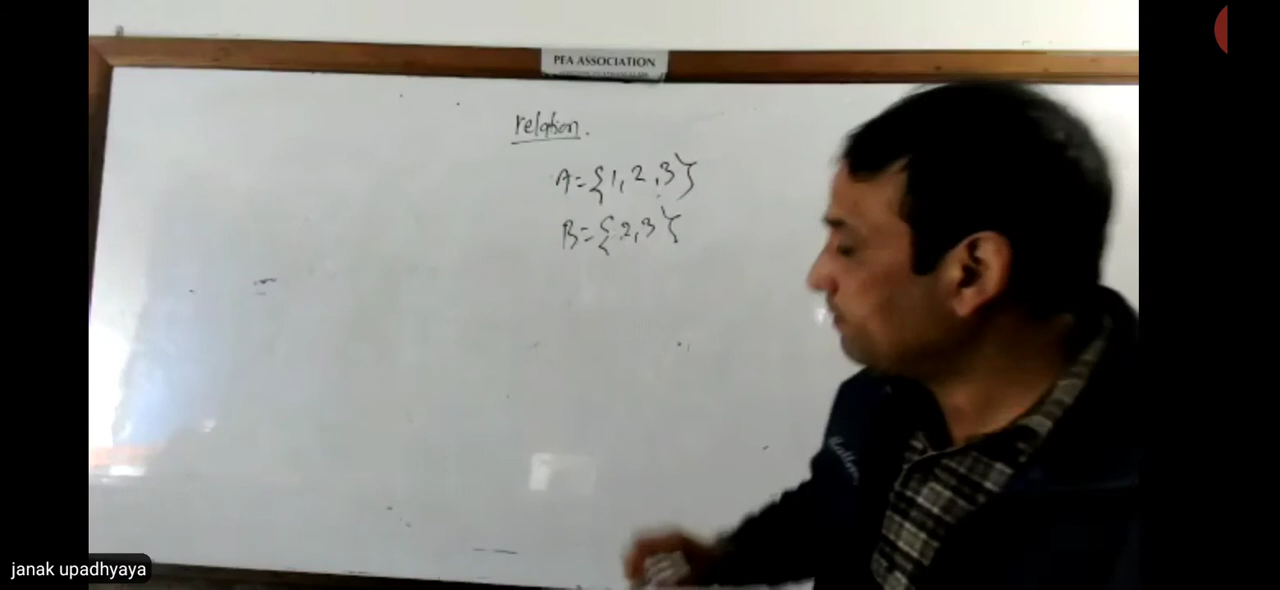 PEA ASSOCIATION
relation.
A={1,2,3}
B={2,3}
janak upadhyaya